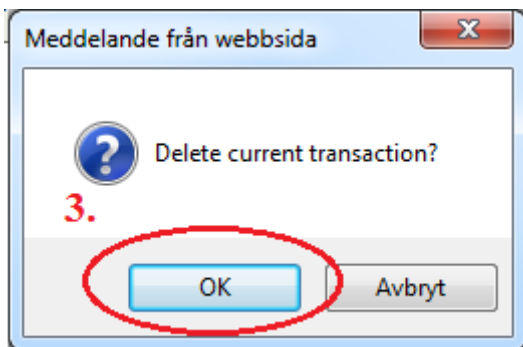 Meddelande från webbsida
Delete current transaction?
3.
OK Avbryt